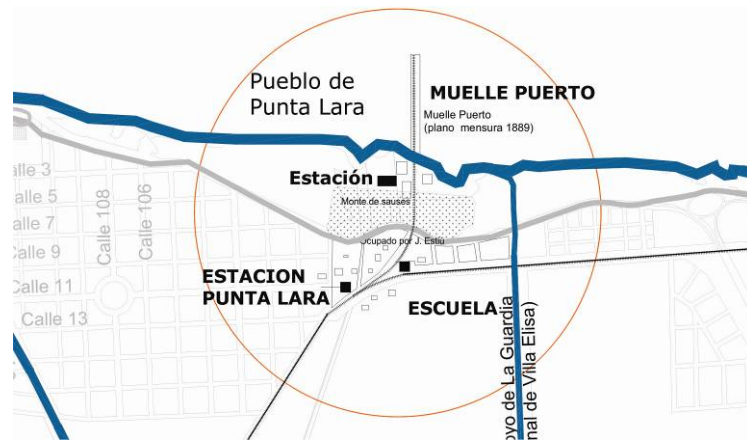 Pueblo de
Punta Lara
MUELLE PUERTO
Muelle Puerto
(plano mensura 1889)
Estación
Monte de sauses
Ocupado por J. Estiu
ESTACION
PUNTA LARA
ESCUELA
alle 3
alle 5
alle 7
Calle 9
Calle 11
Calle 13
Calle 108
Calle 106
oyo de La Guardia
nal de Villa Elisa)